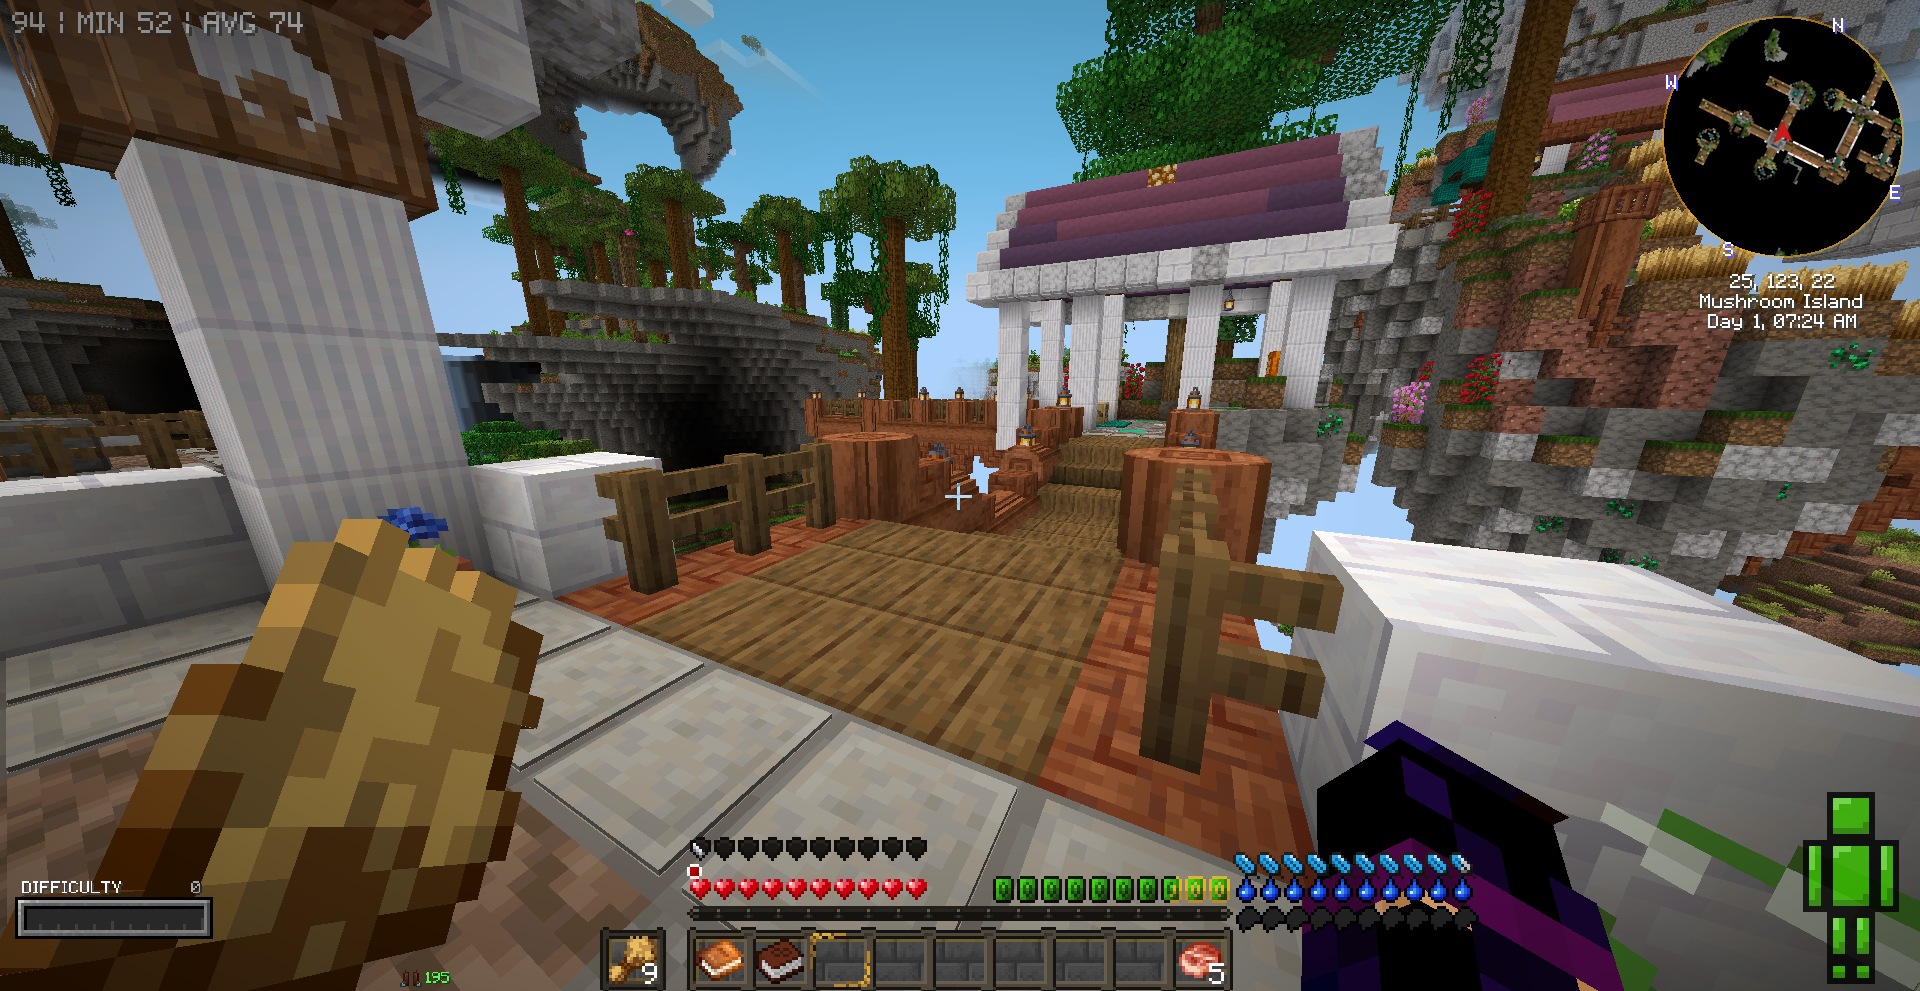 94 | MIN 52 | AVG 74
N
W
E
S
25, 123, 22
Mushroom Island
Day 1, 07:24 AM
DIFFICULTY 0
195
9
5